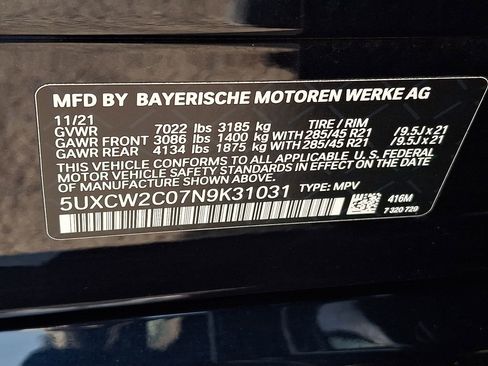 MFD BY BAYERISCHE MOTOREN WERKE AG
11/21 TIRE / RIM
GVWR 7022 lbs 3185 kg
GAWR FRONT 3086 lbs 1400 kg WITH 285/45 R21 /9.5J x 21
GAWR REAR 4134 lbs 1875 kg WITH 285/45 R21 /9.5J x 21
THIS VEHICLE CONFORMS TO ALL APPLICABLE U. S. FEDERAL
MOTOR VEHICLE SAFETY STANDARDS IN EFFECT ON THE
DATE OF MANUFACTURE SHOWN ABOVE.
5UXCW2C07N9K31031 TYPE: MPV
416M
7 320 729